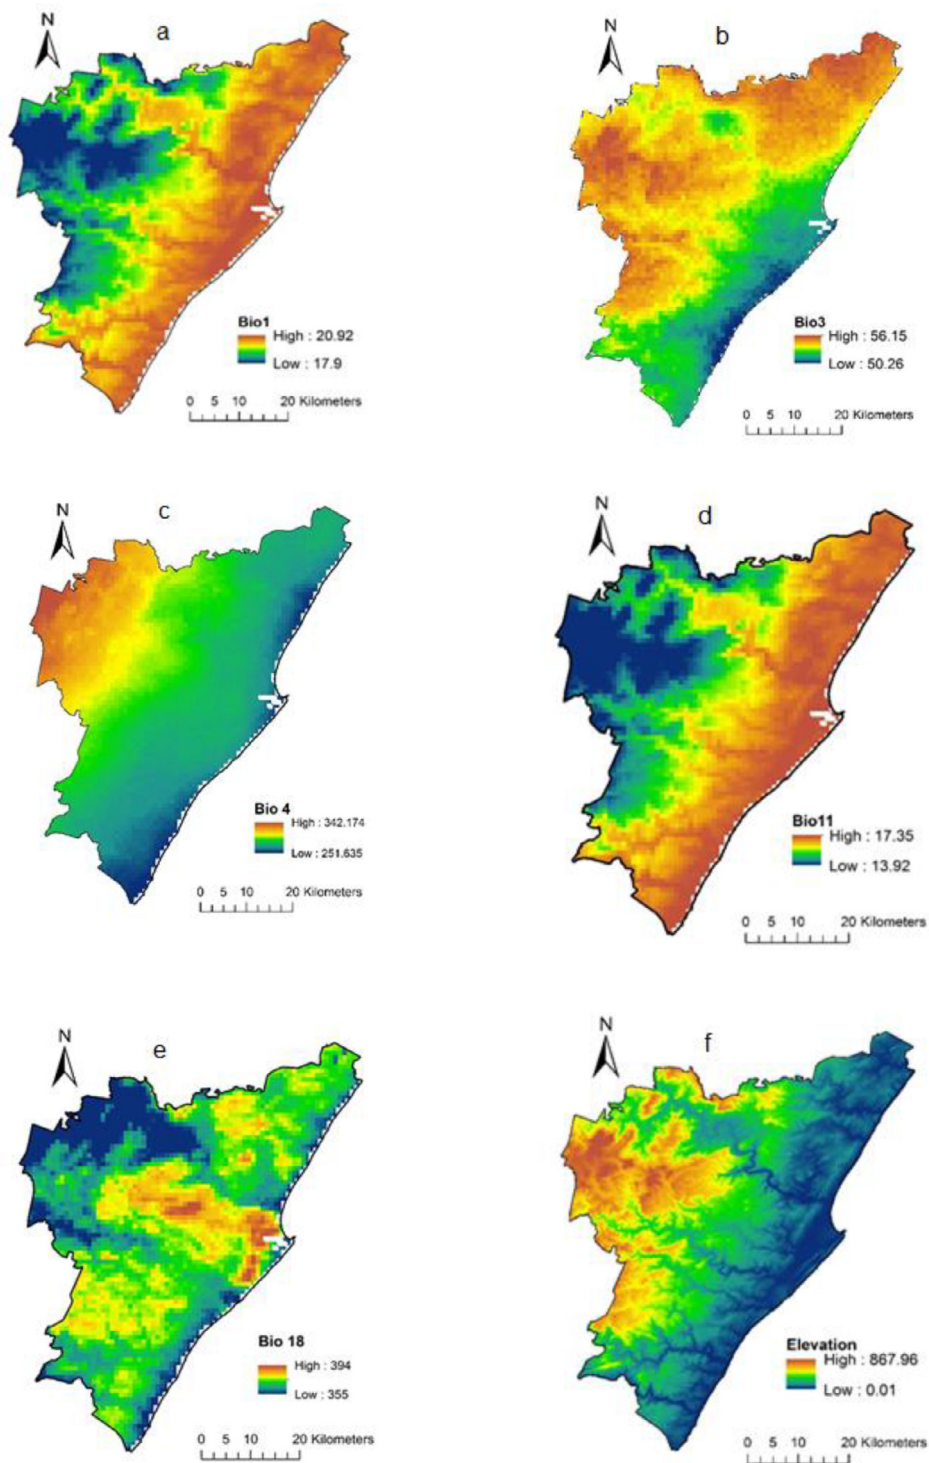 N
a
Bio1
High : 20.92
Low : 17.9
0 5 10 20 Kilometers
N
b
Bio3
High : 56.15
Low : 50.26
0 5 10 20 Kilometers
N
c
Bio 4
High : 342.174
Low : 251.635
0 5 10 20 Kilometers
N
d
Bio11
High : 17.35
Low : 13.92
0 5 10 20 Kilometers
N
e
Bio 18
High : 394
Low : 355
0 5 10 20 Kilometers
N
f
Elevation
High : 867.96
Low : 0.01
0 5 10 20 Kilometers